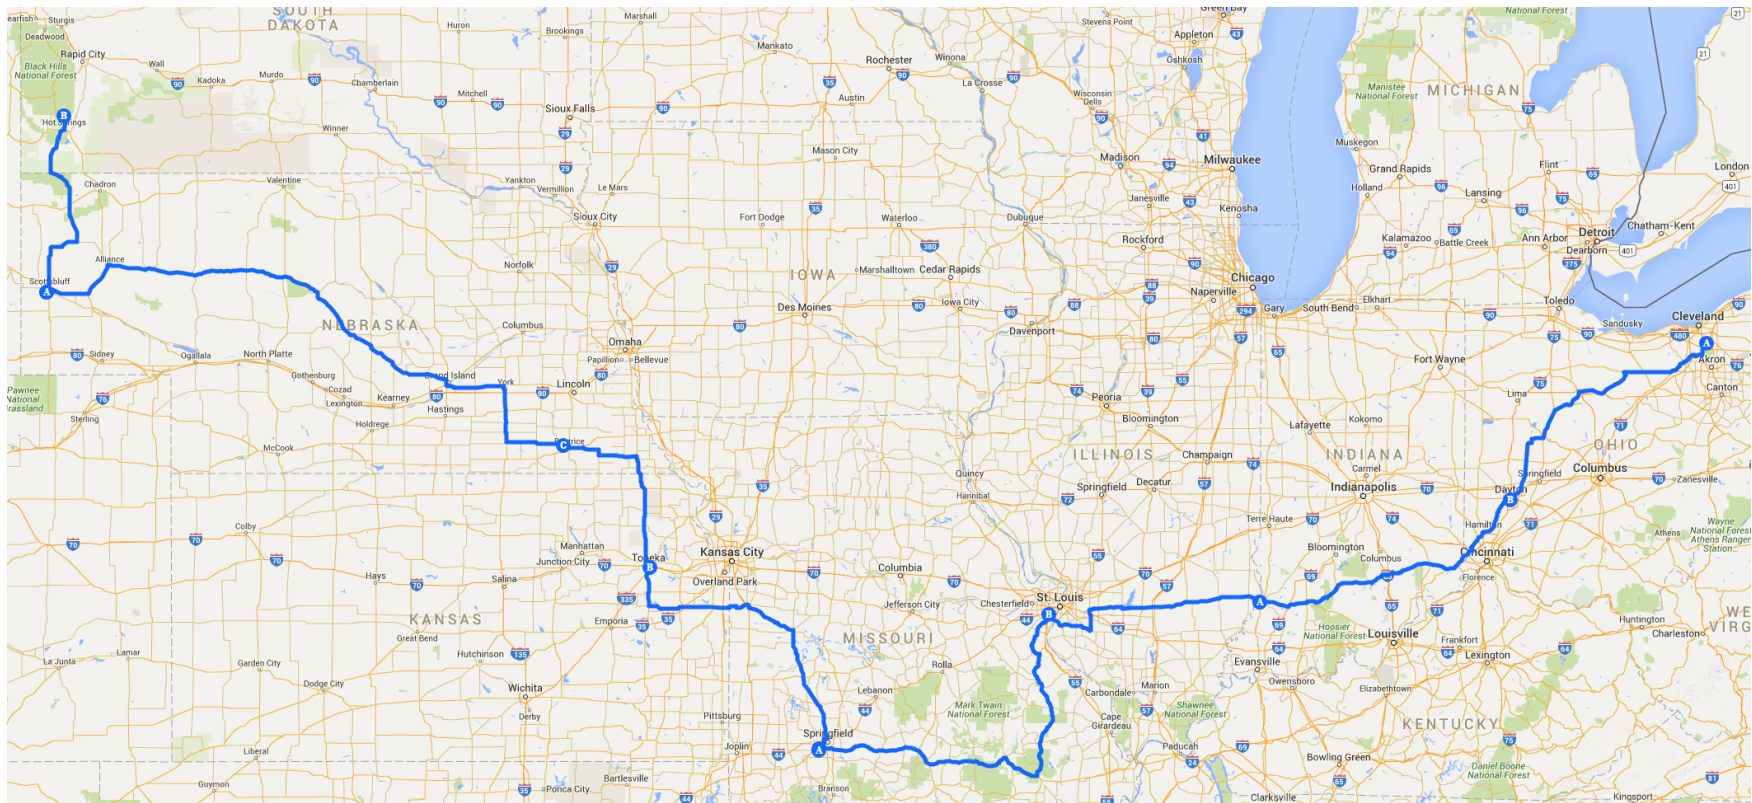 SOUTH
DAKOTA
earfish
Sturgis
Deadwood
Rapid City
Black Hills
National Forest
Wall
Kadoka
Murdo
Chamberlain
Mitchell
Huron
Brookings
Marshall
Mankato
Rochester
Winona
La Crosse
Austin
Sioux Falls
Winner
Hot Springs
B
Green Bay
Stevens Point
Appleton
Oshkosh
Wisconsin
Dells
Madison
Milwaukee
Janesville
Kenosha
Rockford
National Forest
Manistee
National Forest
MICHIGAN
Muskegon
Grand Rapids
Holland
Lansing
Flint
London
Kalamazoo
Battle Creek
Ann Arbor
Detroit
Dearborn
Chatham-Kent
Chadron
Valentine
Yankton
Vermillion
Le Mars
Sioux City
Mason City
Fort Dodge
Waterloo
Dubuque
Alliance
Scottsbluff
A
Norfolk
IOWA
Marshalltown
Cedar Rapids
Iowa City
Des Moines
Davenport
Chicago
Naperville
Gary
South Bend
Elkhart
Toledo
Sandusky
Cleveland
A
Akron
Canton
NEBRASKA
Columbus
Omaha
Papillion
Bellevue
Sidney
Ogallala
North Platte
Gothenburg
Cozad
Lexington
Kearney
Grand Island
Hastings
York
Lincoln
Holdrege
McCook
Beatrice
C
Pawnee
National
Grassland
Sterling
Peoria
Bloomington
ILLINOIS
Champaign
Springfield
Decatur
Quincy
Hannibal
Fort Wayne
Lima
Kokomo
Lafayette
INDIANA
Carmel
Indianapolis
OHIO
Columbus
Springfield
Zanesville
Dayton
B
Hamilton
Cincinnati
Florence
Athens
Wayne
National Forest
Athens Ranger
Station...
Terre Haute
Bloomington
Columbus
Colby
Hays
Salina
Manhattan
Junction City
Topeka
B
Kansas City
Overland Park
Columbia
Jefferson City
Chesterfield
St. Louis
B
A
KANSAS
Great Bend
Emporia
Hutchinson
Garden City
Dodge City
Wichita
Derby
La Junta
Lamar
Liberal
Guymon
MISSOURI
Rolla
Lebanon
Mark Twain
National Forest
Pittsburg
Joplin
Springfield
A
Branson
Bartlesville
Ponca City
Carbondale
Marion
Cape
Girardeau
Shawnee
National Forest
Paducah
Evansville
Owensboro
Hoosier
National Forest
Louisville
Frankfort
Lexington
Elizabethtown
KENTUCKY
Bowling Green
Clarksville
Daniel Boone
National Forest
Kingsport
Huntington
Charleston
WE
VIRG